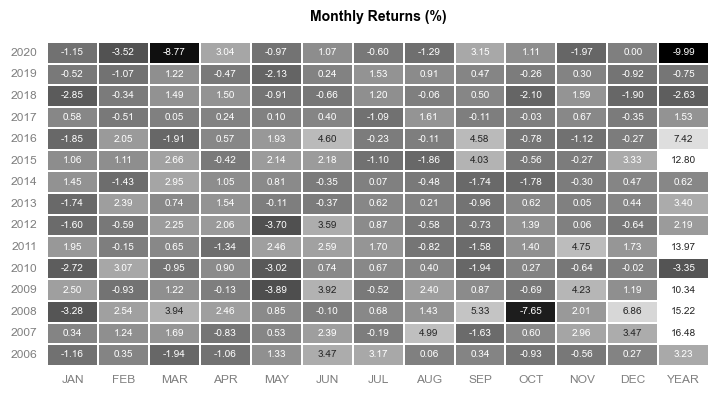 Monthly Returns (%)
2020 -1.15 -3.52 -8.77 3.04 -0.97 1.07 -0.60 -1.29 3.15 1.11 -1.97 0.00 -9.99
2019 -0.52 -1.07 1.22 -0.47 -2.13 0.24 1.53 0.91 0.47 -0.26 0.30 -0.92 -0.75
2018 -2.85 -0.34 1.49 1.50 -0.91 -0.66 1.20 -0.06 0.50 -2.10 1.59 -1.90 -2.63
2017 0.58 -0.51 0.05 0.24 0.10 0.40 -1.09 1.61 -0.11 -0.03 0.67 -0.35 1.53
2016 -1.85 2.05 -1.91 0.57 1.93 4.60 -0.23 -0.11 4.58 -0.78 -1.12 -0.27 7.42
2015 1.06 1.11 2.66 -0.42 2.14 2.18 -1.10 -1.86 4.03 -0.56 -0.27 3.33 12.80
2014 1.45 -1.43 2.95 1.05 0.81 -0.35 0.07 -0.48 -1.74 -1.78 -0.30 0.47 0.62
2013 -1.74 2.39 0.74 1.54 -0.11 -0.37 0.62 0.21 -0.96 0.62 0.05 0.44 3.40
2012 -1.60 -0.59 2.25 2.06 -3.70 3.59 0.87 -0.58 -0.73 1.39 0.06 -0.64 2.19
2011 1.95 -0.15 0.65 -1.34 2.46 2.59 1.70 -0.82 -1.58 1.40 4.75 1.73 13.97
2010 -2.72 3.07 -0.95 0.90 -3.02 0.74 0.67 0.40 -1.94 0.27 -0.64 -0.02 -3.35
2009 2.50 -0.93 1.22 -0.13 -3.89 3.92 -0.52 2.40 0.87 -0.69 4.23 1.19 10.34
2008 -3.28 2.54 3.94 2.46 0.85 -0.10 0.68 1.43 5.33 -7.65 2.01 6.86 15.22
2007 0.34 1.24 1.69 -0.83 0.53 2.39 -0.19 4.99 -1.63 0.60 2.96 3.47 16.48
2006 -1.16 0.35 -1.94 -1.06 1.33 3.47 3.17 0.06 0.34 -0.93 -0.56 0.27 3.23
JAN FEB MAR APR MAY JUN JUL AUG SEP OCT NOV DEC YEAR